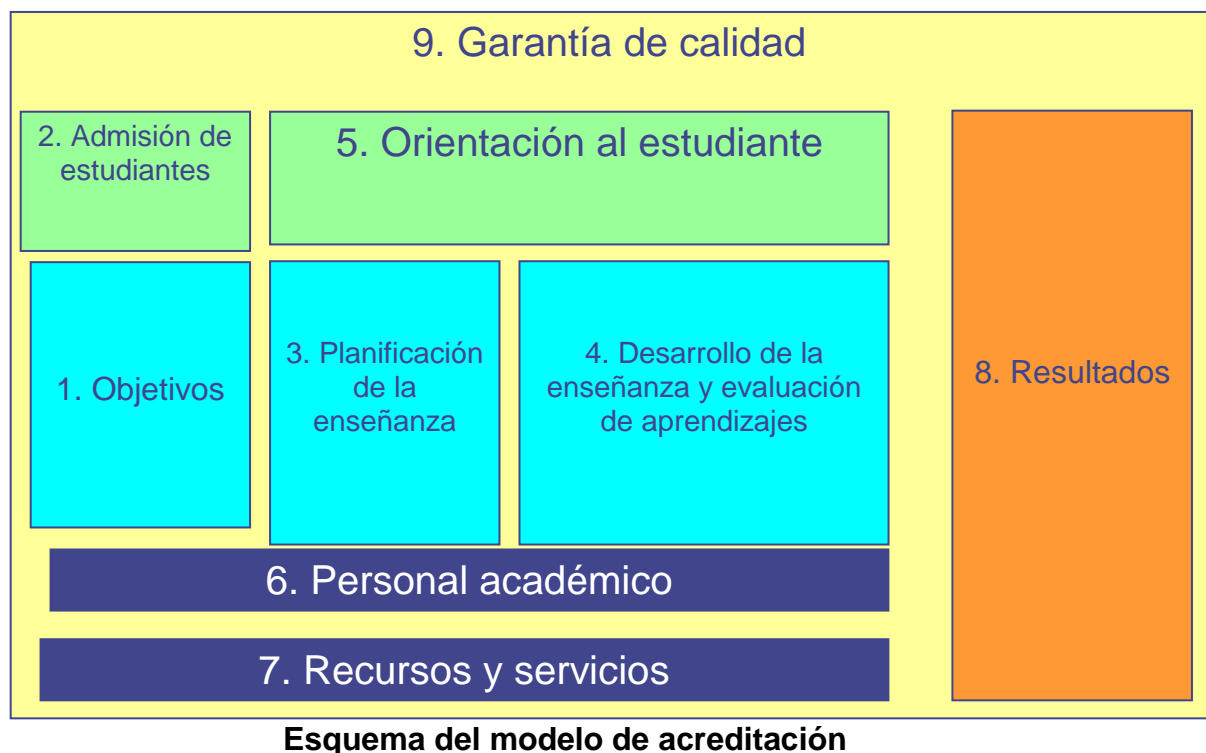 9. Garantía de calidad
2. Admisión de
estudiantes
5. Orientación al estudiante
1. Objetivos
3. Planificación
de la
enseñanza
4. Desarrollo de la
enseñanza y evaluación
de aprendizajes
8. Resultados
6. Personal académico
7. Recursos y servicios
Esquema del modelo de acreditación